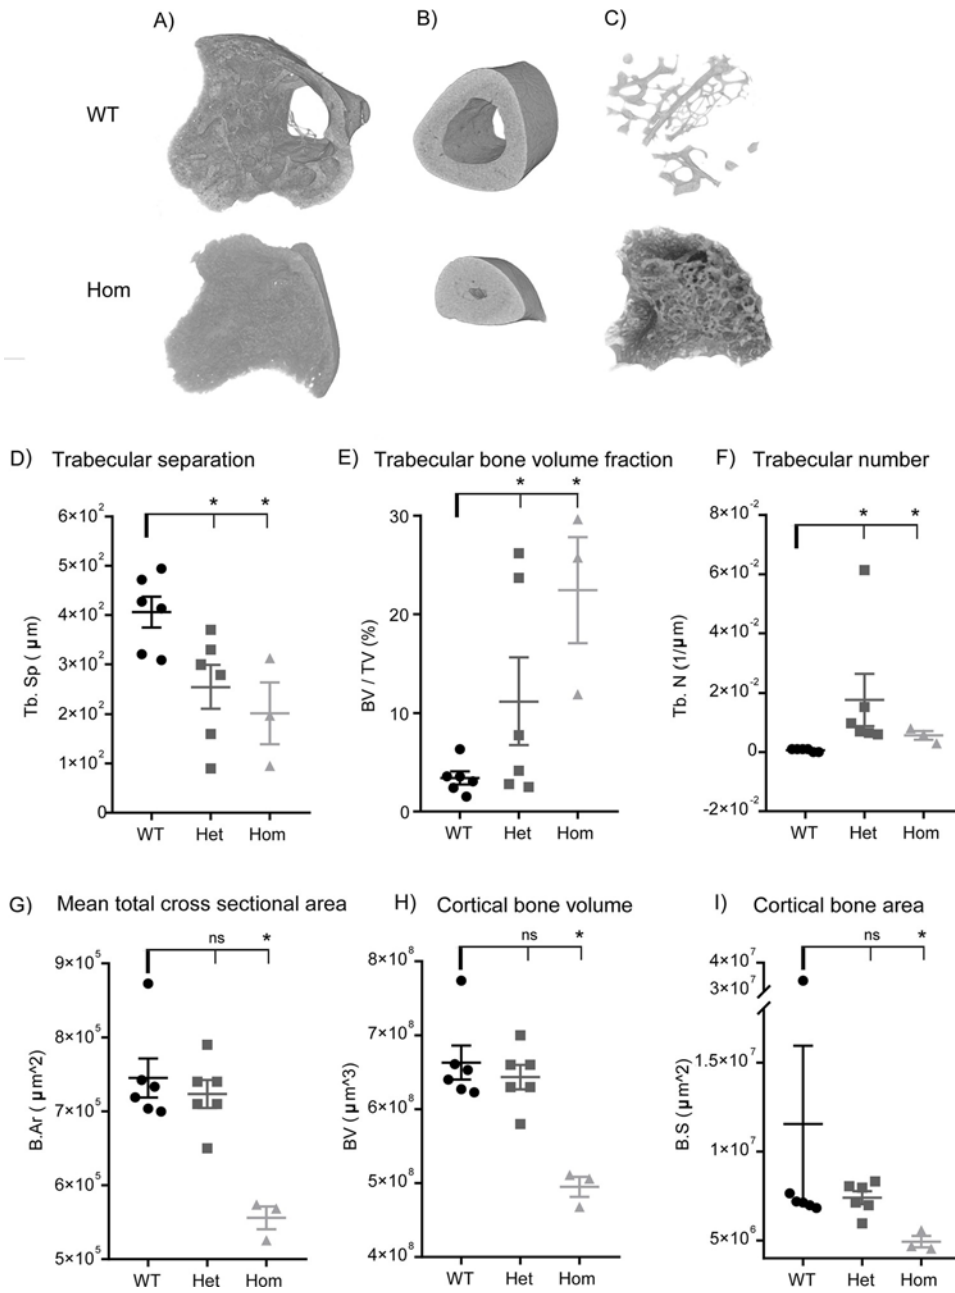 A)
B)
C)
WT
Hom
D) Trabecular separation
* *
6×10²
5×10²
4×10²
3×10²
2×10²
1×10²
0
Tb. Sp ( μm)
WT Het Hom
E) Trabecular bone volume fraction
* *
30
20
10
0
BV / TV (%)
WT Het Hom
F) Trabecular number
* *
8×10⁻²
6×10⁻²
4×10⁻²
2×10⁻²
0
-2×10⁻²
Tb. N (1/μm)
WT Het Hom
G) Mean total cross sectional area
ns *
9×10⁵
8×10⁵
7×10⁵
6×10⁵
5×10⁵
B.Ar ( μm^2)
WT Het Hom
H) Cortical bone volume
ns *
8×10⁸
7×10⁸
6×10⁸
5×10⁸
4×10⁸
BV ( μm^3)
WT Het Hom
I) Cortical bone area
ns *
4×10⁷
3×10⁷
1.5×10⁷
1×10⁷
5×10⁶
B.S ( μm^2)
WT Het Hom